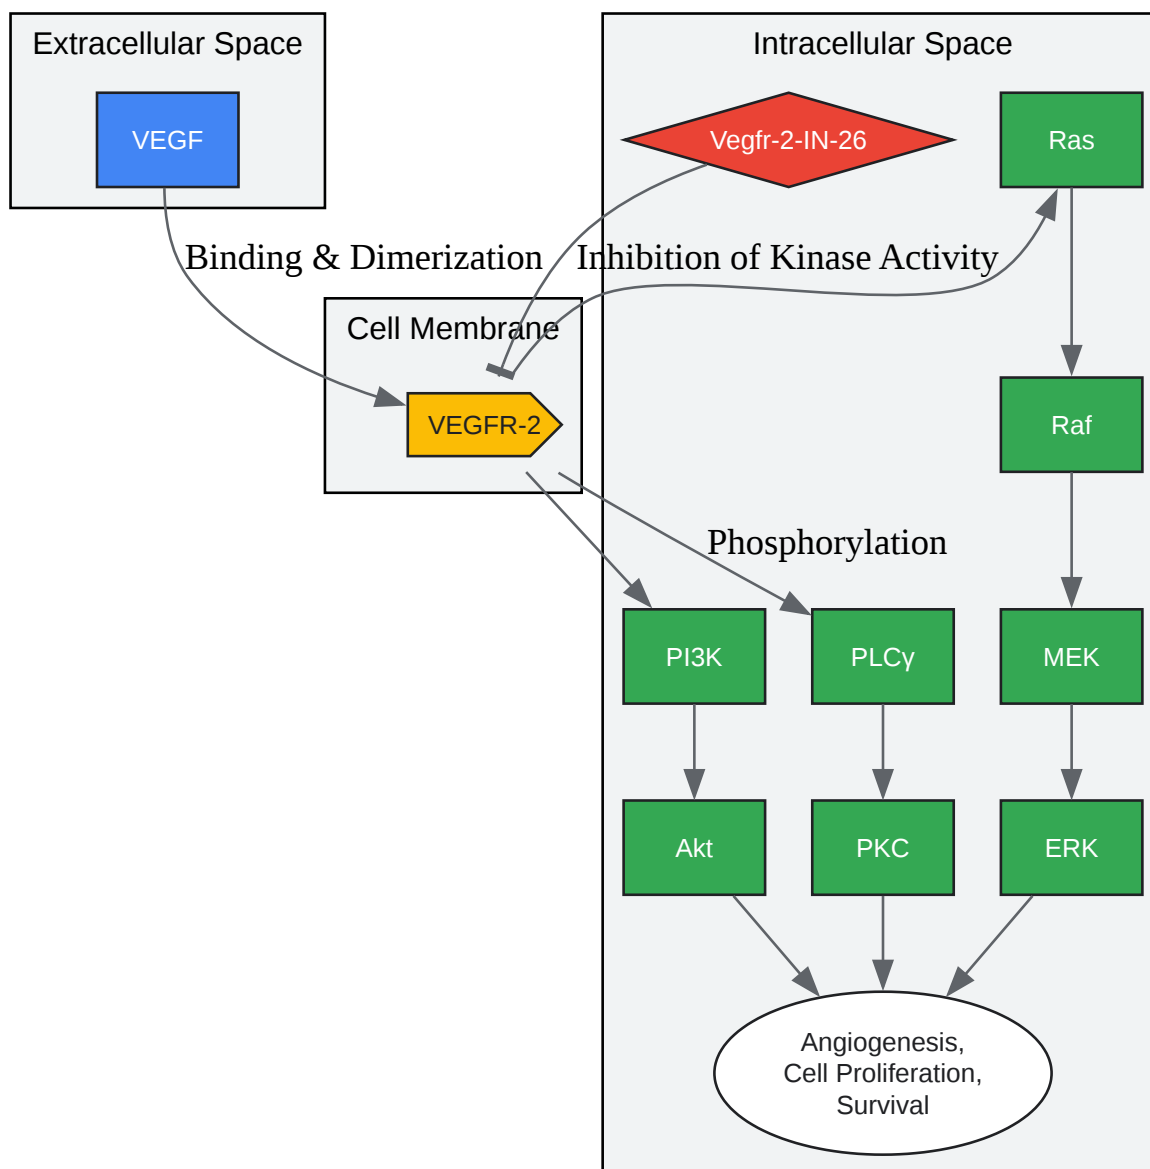 Extracellular Space
Intracellular Space
VEGF
Vegfr-2-IN-26
Ras
Binding & Dimerization
Inhibition of Kinase Activity
Cell Membrane
VEGFR-2
Raf
Phosphorylation
PI3K
PLCγ
MEK
Akt
PKC
ERK
Angiogenesis,
Cell Proliferation,
Survival